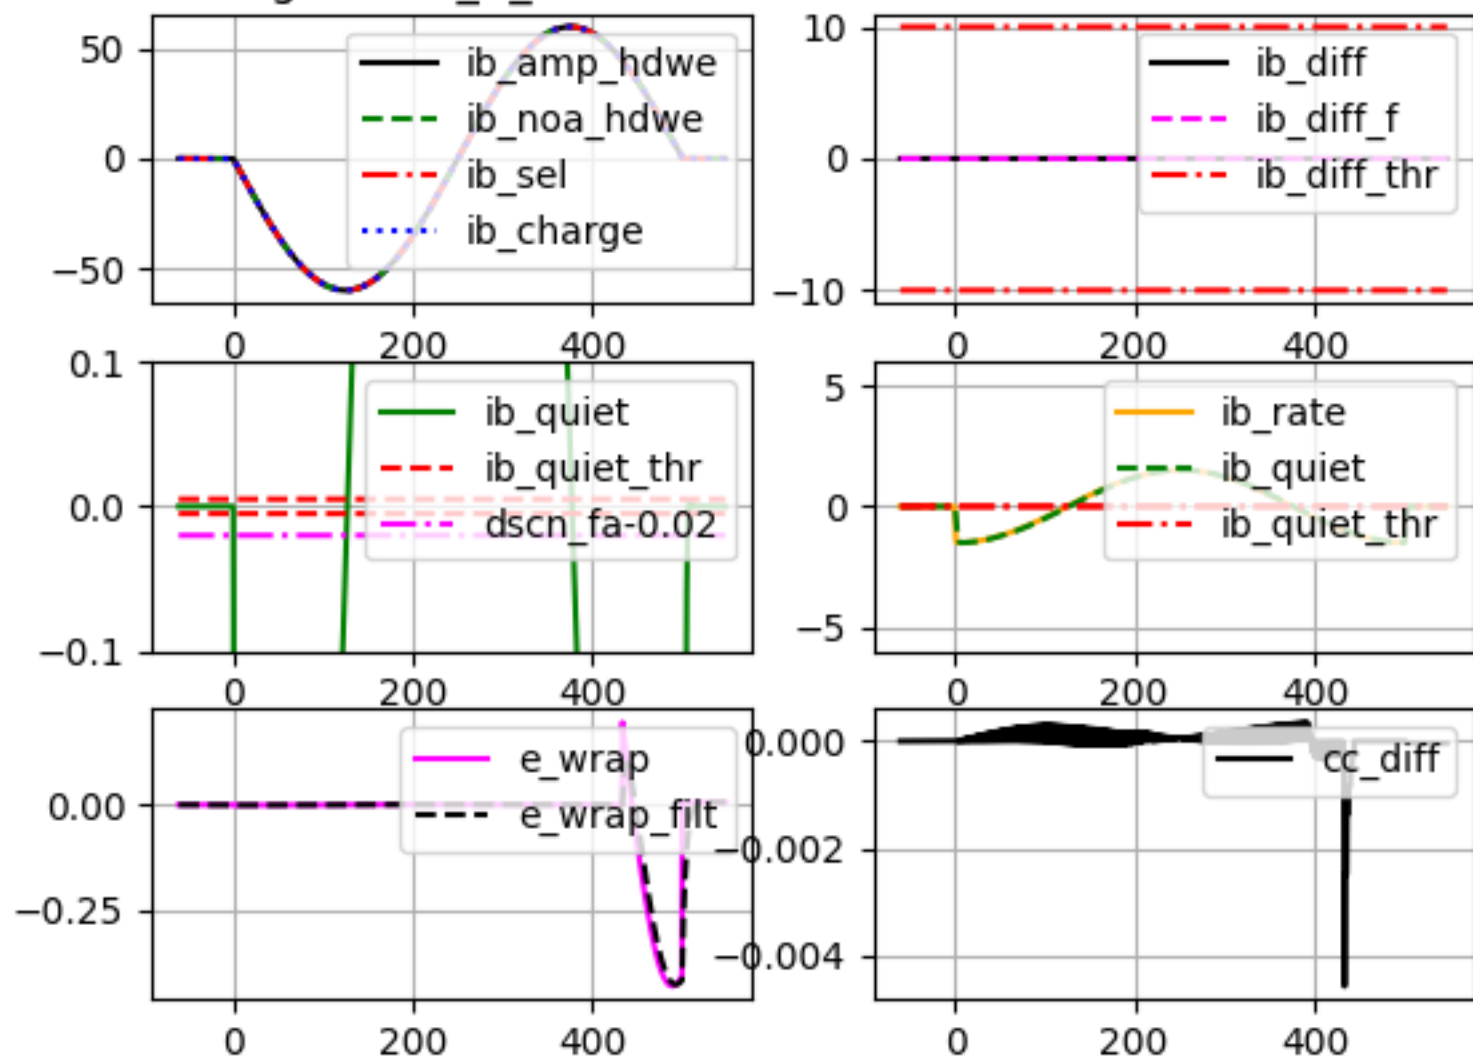 50
0
−50
ib_amp_hdwe
ib_noa_hdwe
ib_sel
ib_charge
0 200 400
10
0
−10
ib_diff
ib_diff_f
ib_diff_thr
0 200 400
0.1
0.0
−0.1
ib_quiet
ib_quiet_thr
dscn_fa-0.02
0 200 400
5
0
−5
ib_rate
ib_quiet
ib_quiet_thr
0 200 400
0.00
−0.25
e_wrap
e_wrap_filt
0 200 400
0.000
−0.002
−0.004
cc_diff
0 200 400